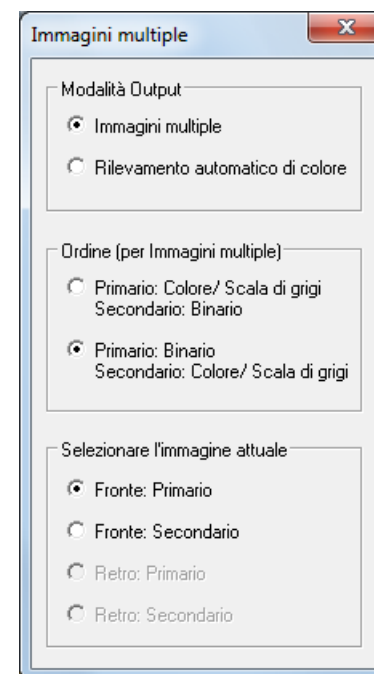 Immagini multiple
Modalità Output
Immagini multiple
Rilevamento automatico di colore
Ordine (per Immagini multiple)
Primario: Colore/ Scala di grigi
Secondario: Binario
Primario: Binario
Secondario: Colore/ Scala di grigi
Selezionare l'immagine attuale
Fronte: Primario
Fronte: Secondario
Retro: Primario
Retro: Secondario